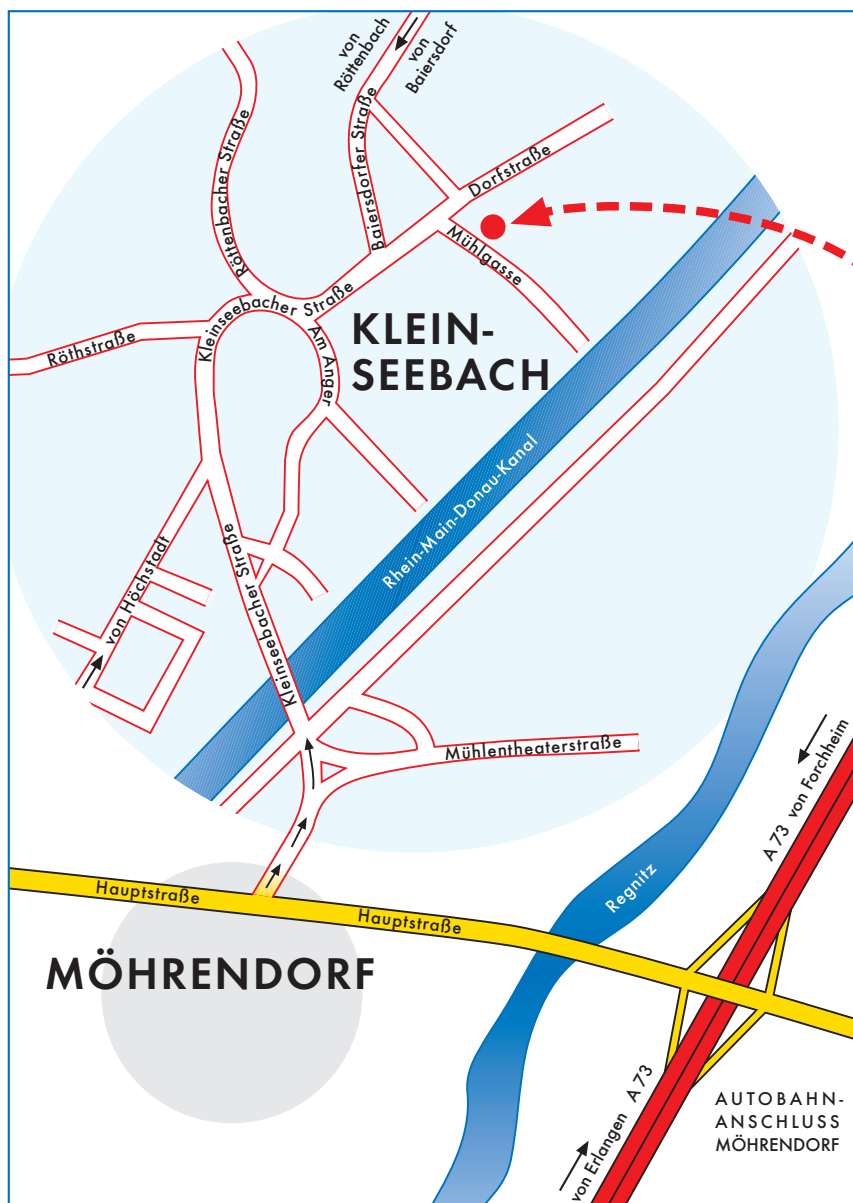 von
Röttenbach
von
Baiersdorf
Röttenbacher Straße
Baiersdorfer Straße
Dorfstraße
Mühlgasse
Kleinseebacher Straße
Röthstraße
Am Anger
KLEIN-
SEEBACH
Rhein-Main-Donau-Kanal
von Höchstadt
Kleinseebacher Straße
Mühlentheaterstraße
A 73 von Forchheim
Hauptstraße
Hauptstraße
Regnitz
MÖHRENDORF
von Erlangen A 73
AUTOBAHN-
ANSCHLUSS
MÖHRENDORF